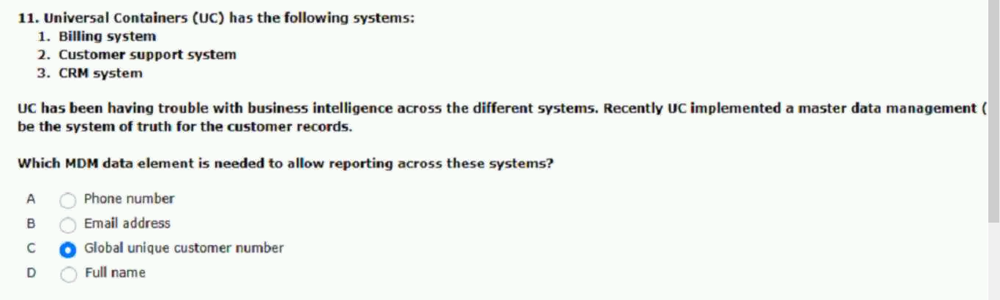 11. Universal Containers (UC) has the following systems:
1. Billing system
2. Customer support system
3. CRM system
UC has been having trouble with business intelligence across the different systems. Recently UC implemented a master data management (
be the system of truth for the customer records.
Which MDM data element is needed to allow reporting across these systems?
A Phone number
B Email address
C Global unique customer number
D Full name